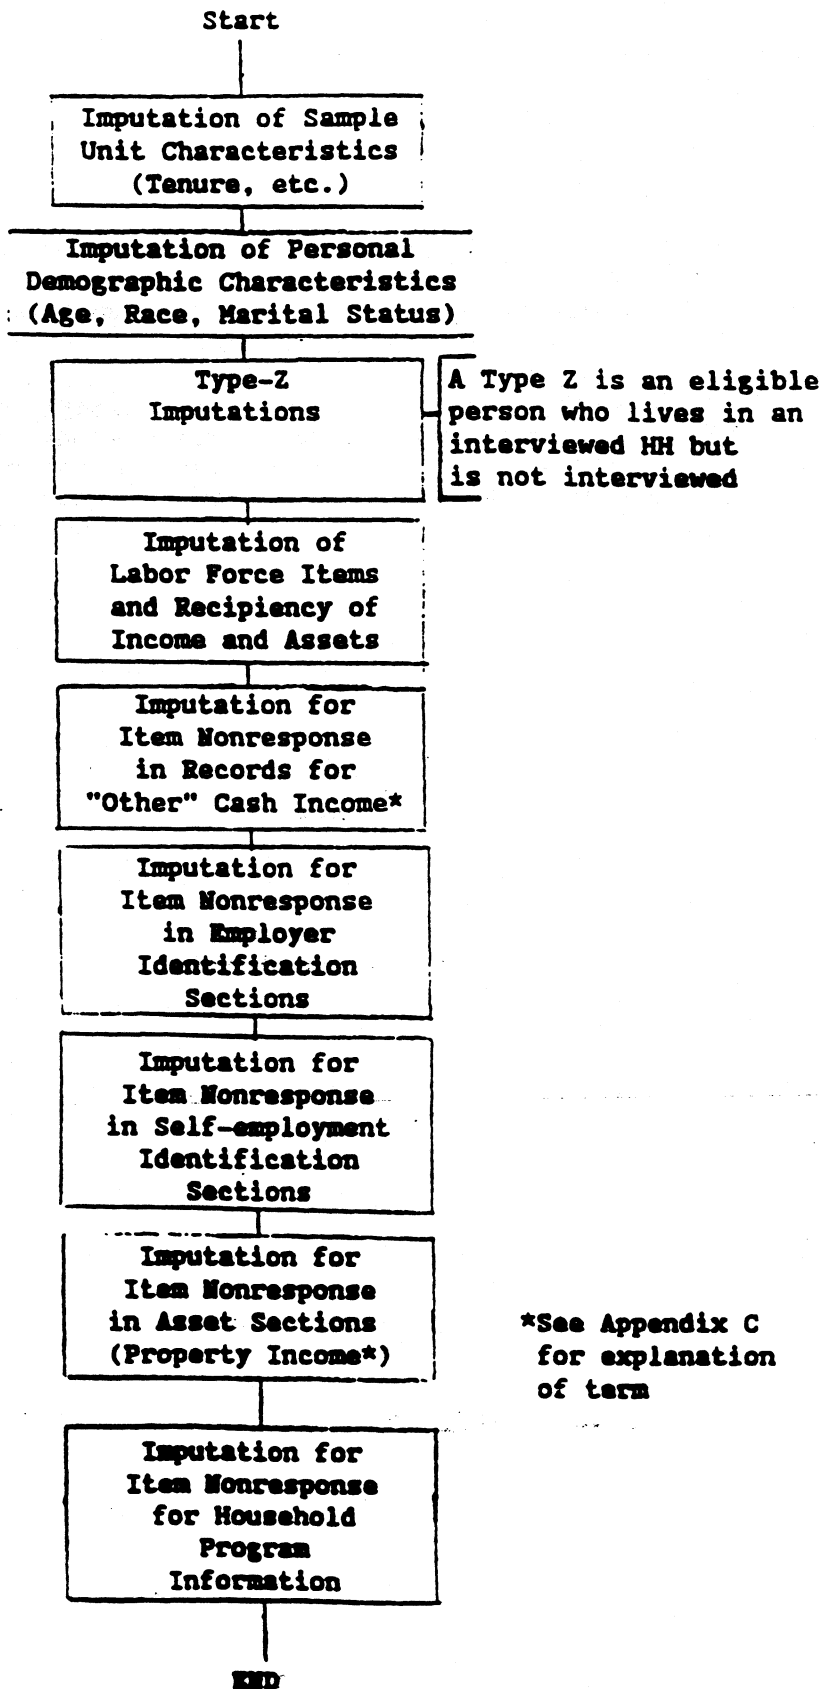 Start
Imputation of Sample
Unit Characteristics
(Tenure, etc.)
Imputation of Personal
Demographic Characteristics
(Age, Race, Marital Status)
Type-Z
Imputations
A Type Z is an eligible
person who lives in an
interviewed HH but
is not interviewed
Imputation of
Labor Force Items
and Recipiency of
Income and Assets
Imputation for
Item Nonresponse
in Records for
"Other" Cash Income*
Imputation for
Item Nonresponse
in Employer
Identification
Sections
Imputation for
Item Nonresponse
in Self-employment
Identification
Sections
Imputation for
Item Nonresponse
in Asset Sections
(Property Income*)
*See Appendix C
for explanation
of term
Imputation for
Item Nonresponse
for Household
Program
Information
END